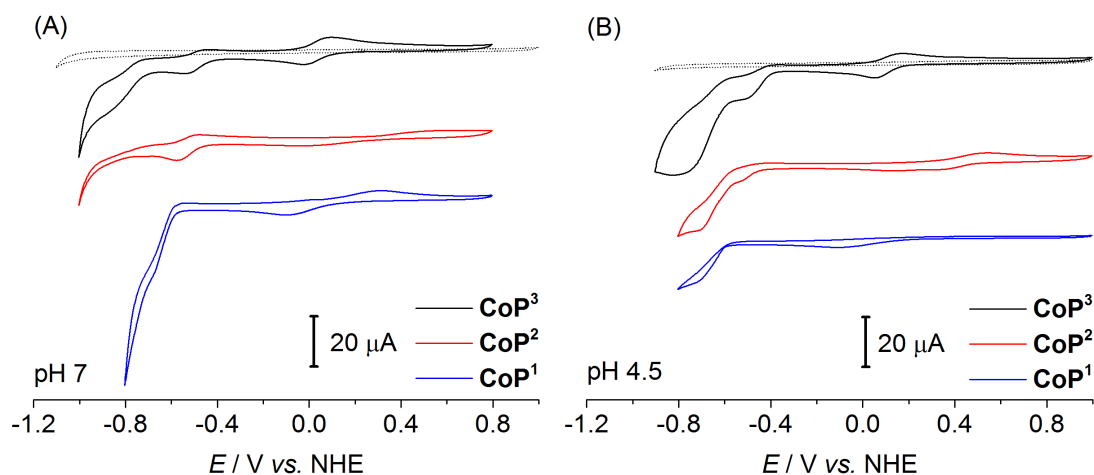 (A)
CoP³
CoP²
CoP¹
20 μA
pH 7
-1.2 -0.8 -0.4 0.0 0.4 0.8
E / V vs. NHE
(B)
CoP³
CoP²
CoP¹
20 μA
pH 4.5
-1.2 -0.8 -0.4 0.0 0.4 0.8
E / V vs. NHE